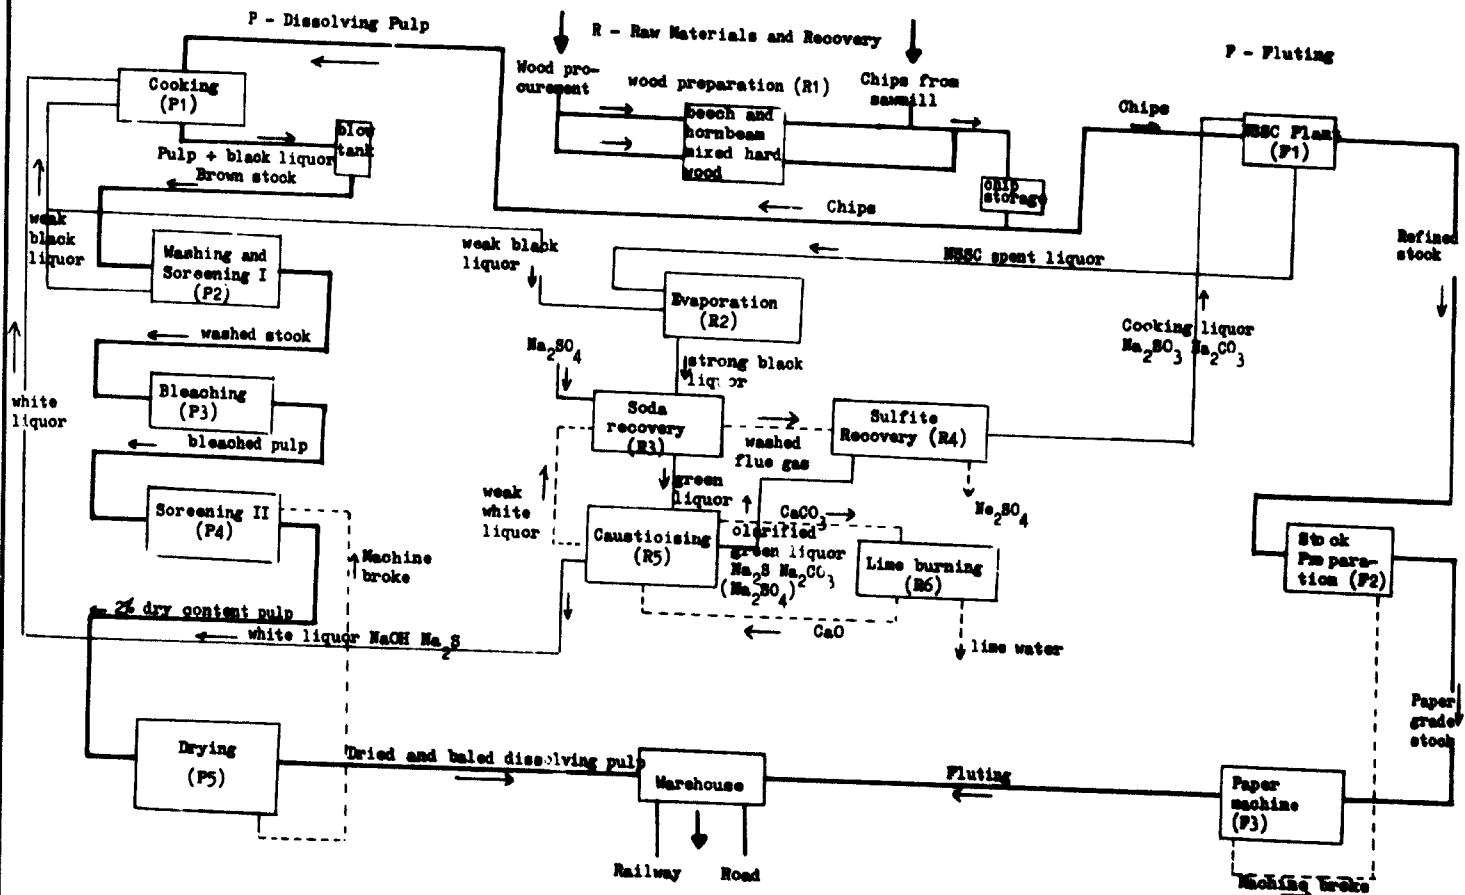 P - Dissolving Pulp
R - Raw Materials and Recovery
F - Fluting
Cooking
(P1)
blow
tank
Pulp + black liquor
Brown stock
Wood pro-
curement
wood preparation (R1)
Chips from
sawmill
beech and
hornbeam
mixed hard
wood
chip
storage
Chips
Chips
NSSC Plant
(F1)
Refined
stock
weak
black
liquor
Washing and
Screening I
(P2)
weak black
liquor
NSSC spent liquor
Evaporation
(R2)
Cooking liquor
Na2SO3 Na2CO3
washed stock
Na2SO4
strong black
liquor
white
liquor
Bleaching
(P3)
bleached pulp
Soda
recovery
(R3)
washed
flue gas
Sulfite
Recovery (R4)
weak
white
liquor
green
liquor
Na2SO4
Screening II
(P4)
Machine
broke
Causticising
(R5)
CaCO3
clarified
green liquor
Na2S Na2CO3
(Na2SO4)
Lime burning
(R6)
Stock
Prepara-
tion (F2)
2% dry content pulp
white liquor NaOH Na2S
CaO
lime water
Paper
grade
stock
Drying
(P5)
Dried and baled dissolving pulp
Warehouse
Fluting
Paper
machine
(F3)
Railway
Road
Machine broke